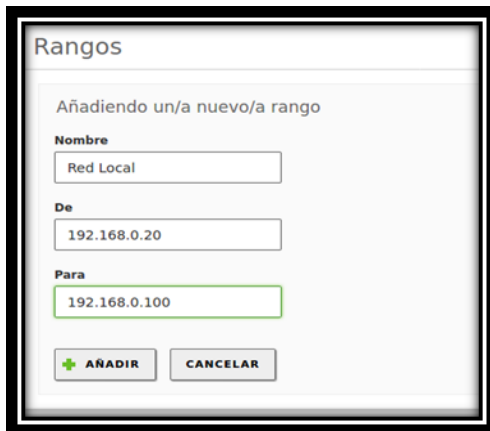 Rangos
Añadiendo un/a nuevo/a rango
Nombre
Red Local
De
192.168.0.20
Para
192.168.0.100
AÑADIR CANCELAR